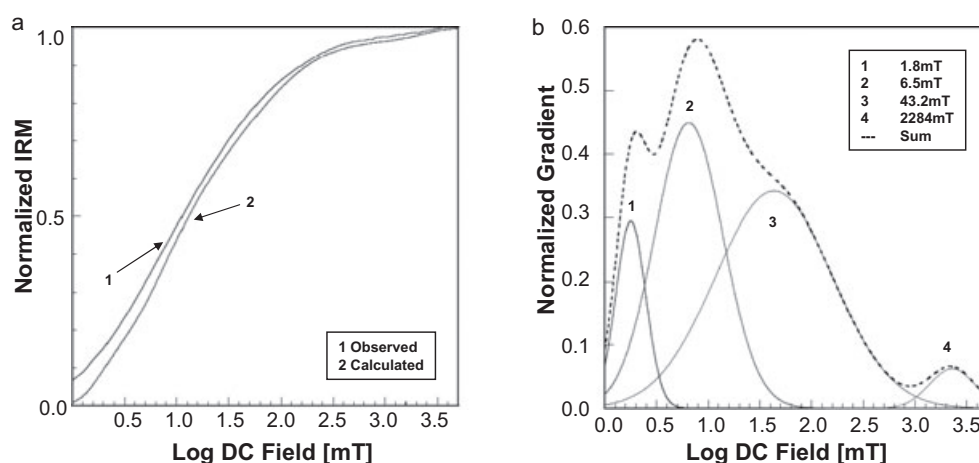 a
Normalized IRM
1.0
0.5
0.0
1
2
1 Observed
2 Calculated
0.5 1.0 1.5 2.0 2.5 3.0 3.5
Log DC Field [mT]
b
Normalized Gradient
0.6
0.5
0.4
0.3
0.2
0.1
0.0
1 1.8mT
2 6.5mT
3 43.2mT
4 2284mT
--- Sum
1
2
3
4
0.0 0.5 1.0 1.5 2.0 2.5 3.0 3.5
Log DC Field [mT]